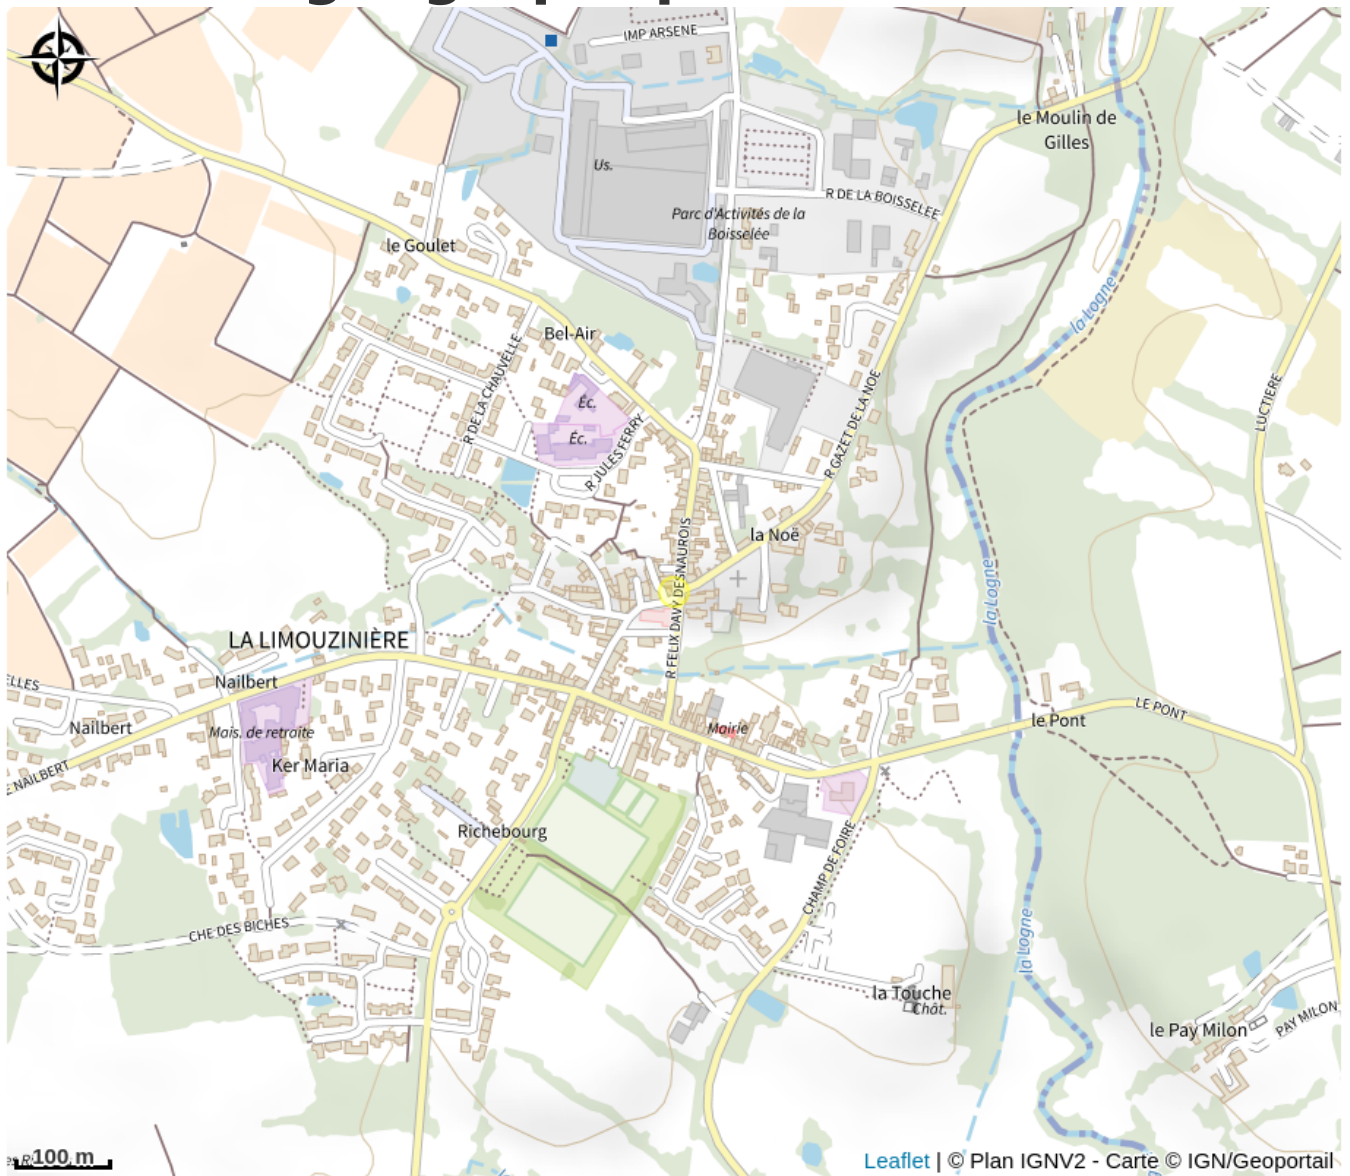 IMP ARSENE
le Moulin de
Gilles
Us.
R DE LA BOISSELEE
Parc d'Activités de la
Boisselée
le Goulet
la Logne
Bel-Air
R DE LA CHAUVELLE
Éc.
Éc.
R JULES FERRY
R GAZET DE LA NOE
LUCTIERE
la Noë
R FELIX DAVY DESNAUROIS
la Logne
LA LIMOUZINIÈRE
Nailbert
ELLES
Nailbert
Mais. de retraite
Mairie
le Pont
LE PONT
Ker Maria
E NAILBERT
Richebourg
CHAMP DE FOIRE
CHE DES BICHES
la Logne
la Touche
Chât.
le Pay Milon
PAY MILON
100 m
Leaflet | © Plan IGNV2 - Carte © IGN/Geoportail